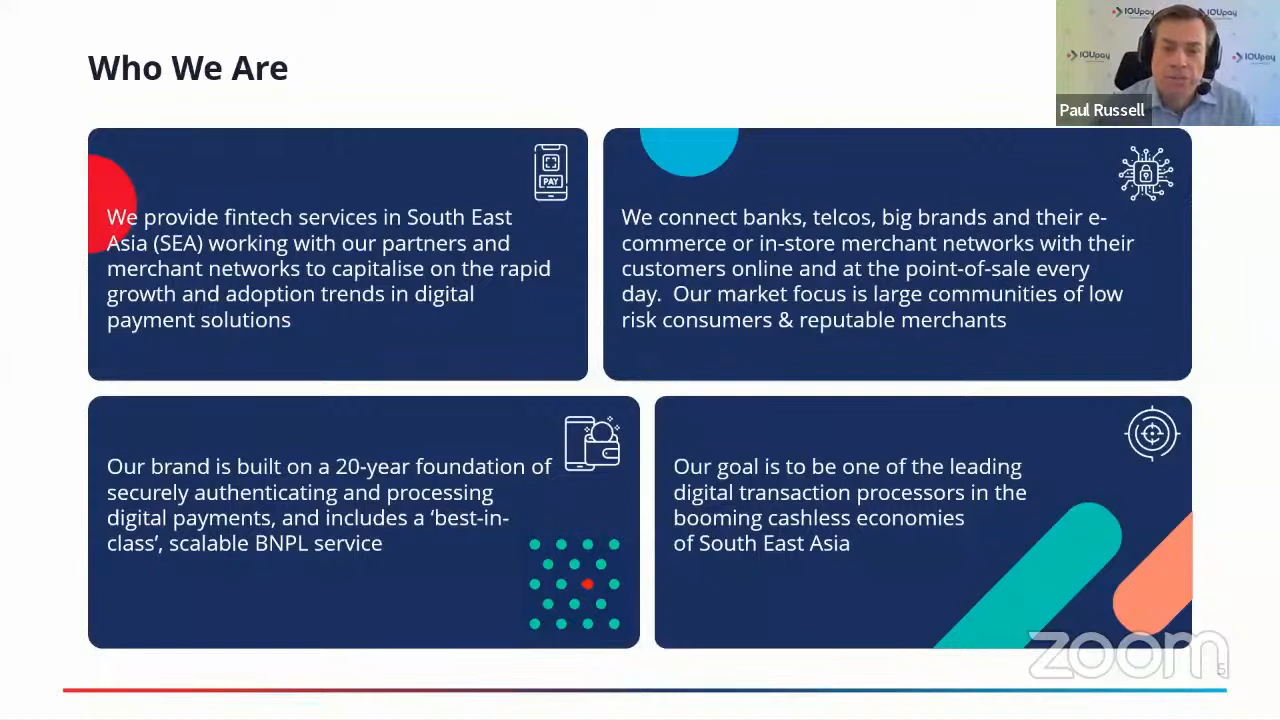 Who We Are
IOUpay
IOUpay
IOUpay
IOUpay
Paul Russell
PAY
We provide fintech services in South East
Asia (SEA) working with our partners and
merchant networks to capitalise on the rapid
growth and adoption trends in digital
payment solutions
We connect banks, telcos, big brands and their e-
commerce or in-store merchant networks with their
customers online and at the point-of-sale every
day.  Our market focus is large communities of low
risk consumers & reputable merchants
Our brand is built on a 20-year foundation of
securely authenticating and processing
digital payments, and includes a ‘best-in-
class’, scalable BNPL service
Our goal is to be one of the leading
digital transaction processors in the
booming cashless economies
of South East Asia
zoom
5